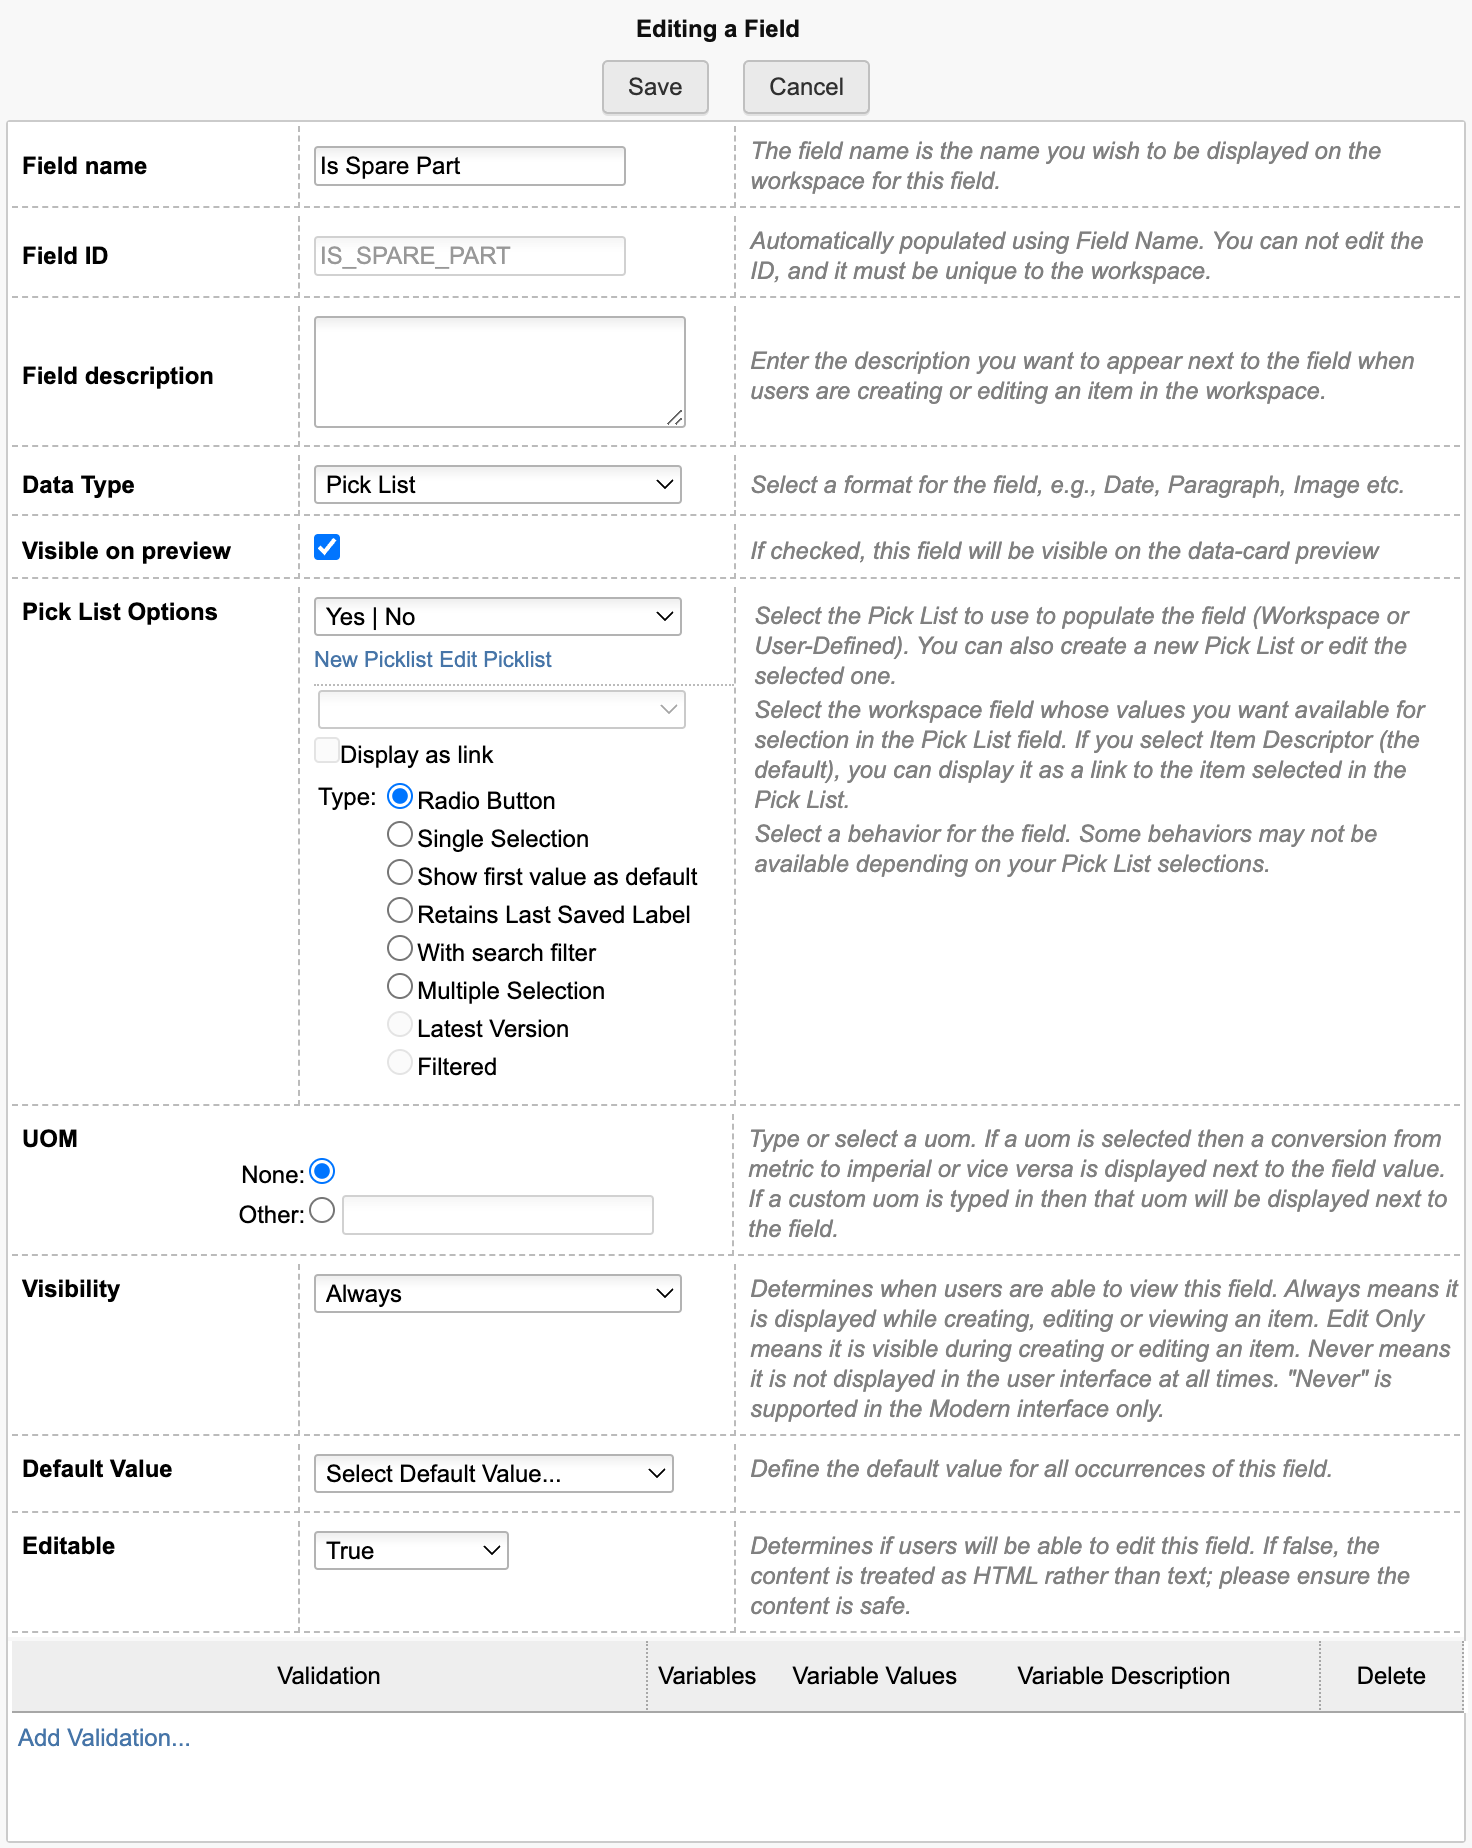 Editing a Field
Save
Cancel
Field name
Is Spare Part
The field name is the name you wish to be displayed on the
workspace for this field.
Field ID
IS_SPARE_PART
Automatically populated using Field Name. You can not edit the
ID, and it must be unique to the workspace.
Field description
Enter the description you want to appear next to the field when
users are creating or editing an item in the workspace.
Data Type
Pick List
Select a format for the field, e.g., Date, Paragraph, Image etc.
Visible on preview
If checked, this field will be visible on the data-card preview
Pick List Options
Yes | No
New Picklist Edit Picklist
Select the Pick List to use to populate the field (Workspace or
User-Defined). You can also create a new Pick List or edit the
selected one.
Display as link
Select the workspace field whose values you want available for
selection in the Pick List field. If you select Item Descriptor (the
default), you can display it as a link to the item selected in the
Pick List.
Type:
Radio Button
Single Selection
Show first value as default
Retains Last Saved Label
With search filter
Multiple Selection
Latest Version
Filtered
Select a behavior for the field. Some behaviors may not be
available depending on your Pick List selections.
UOM
None:
Other:
Type or select a uom. If a uom is selected then a conversion from
metric to imperial or vice versa is displayed next to the field value.
If a custom uom is typed in then that uom will be displayed next to
the field.
Visibility
Always
Determines when users are able to view this field. Always means it
is displayed while creating, editing or viewing an item. Edit Only
means it is visible during creating or editing an item. Never means
it is not displayed in the user interface at all times. "Never" is
supported in the Modern interface only.
Default Value
Select Default Value...
Define the default value for all occurrences of this field.
Editable
True
Determines if users will be able to edit this field. If false, the
content is treated as HTML rather than text; please ensure the
content is safe.
Validation
Variables
Variable Values
Variable Description
Delete
Add Validation...